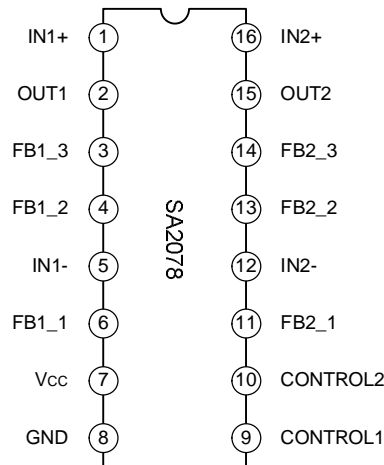 IN1+ 1 16 IN2+
OUT1 2 15 OUT2
FB1_3 3 14 FB2_3
FB1_2 4 13 FB2_2
SA2078
IN1- 5 12 IN2-
FB1_1 6 11 FB2_1
Vcc 7 10 CONTROL2
GND 8 9 CONTROL1